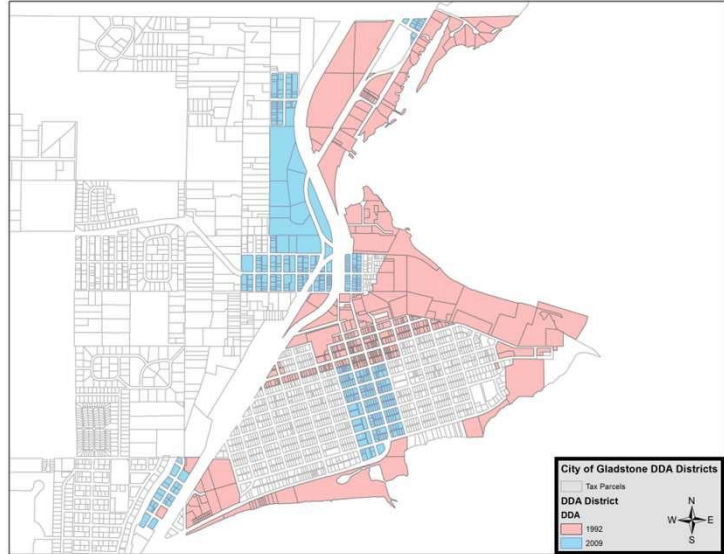 City of Gladstone DDA Districts
Tax Parcels
DDA District
DDA
1992
2009
N
W E
S